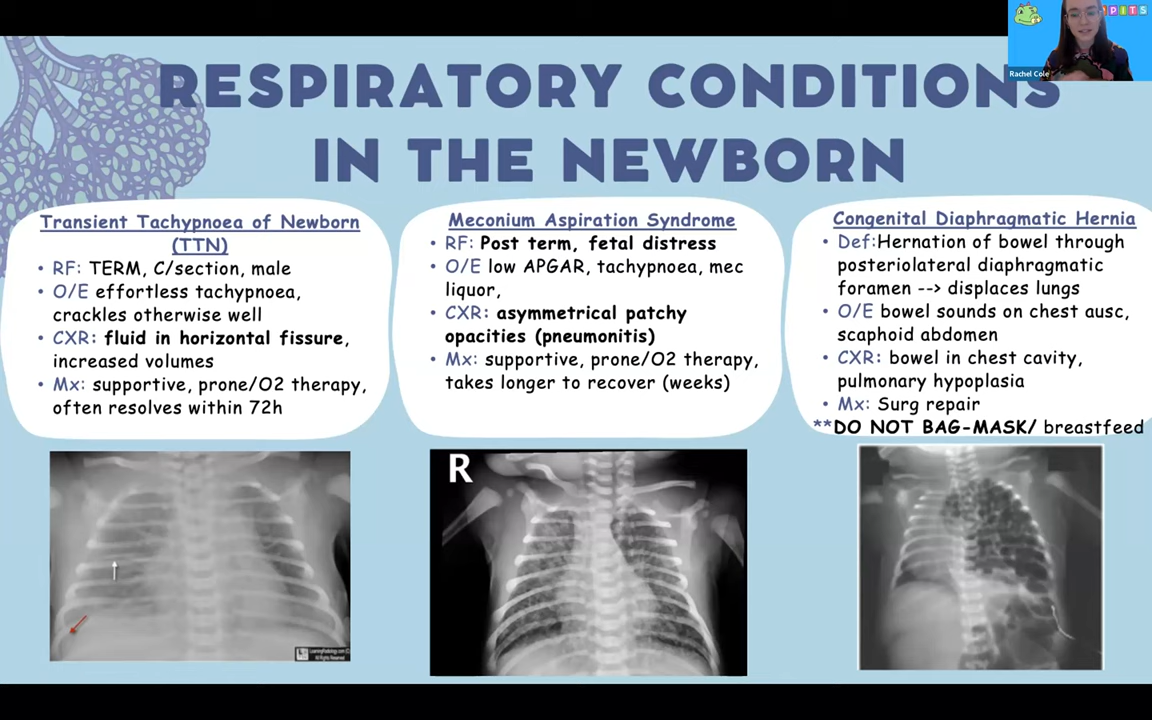 PITS
Rachel Cole
RESPIRATORY CONDITIONS
IN THE NEWBORN
Transient Tachypnoea of Newborn
(TTN)
• RF: TERM, C/section, male
• O/E effortless tachypnoea,
crackles otherwise well
• CXR: fluid in horizontal fissure,
increased volumes
• Mx: supportive, prone/O2 therapy,
often resolves within 72h
Meconium Aspiration Syndrome
• RF: Post term, fetal distress
• O/E low APGAR, tachypnoea, mec
liquor,
• CXR: asymmetrical patchy
opacities (pneumonitis)
• Mx: supportive, prone/O2 therapy,
takes longer to recover (weeks)
Congenital Diaphragmatic Hernia
• Def:Hernation of bowel through
posteriolateral diaphragmatic
foramen --> displaces lungs
• O/E bowel sounds on chest ausc,
scaphoid abdomen
• CXR: bowel in chest cavity,
pulmonary hypoplasia
• Mx: Surg repair
**DO NOT BAG-MASK/ breastfeed
R